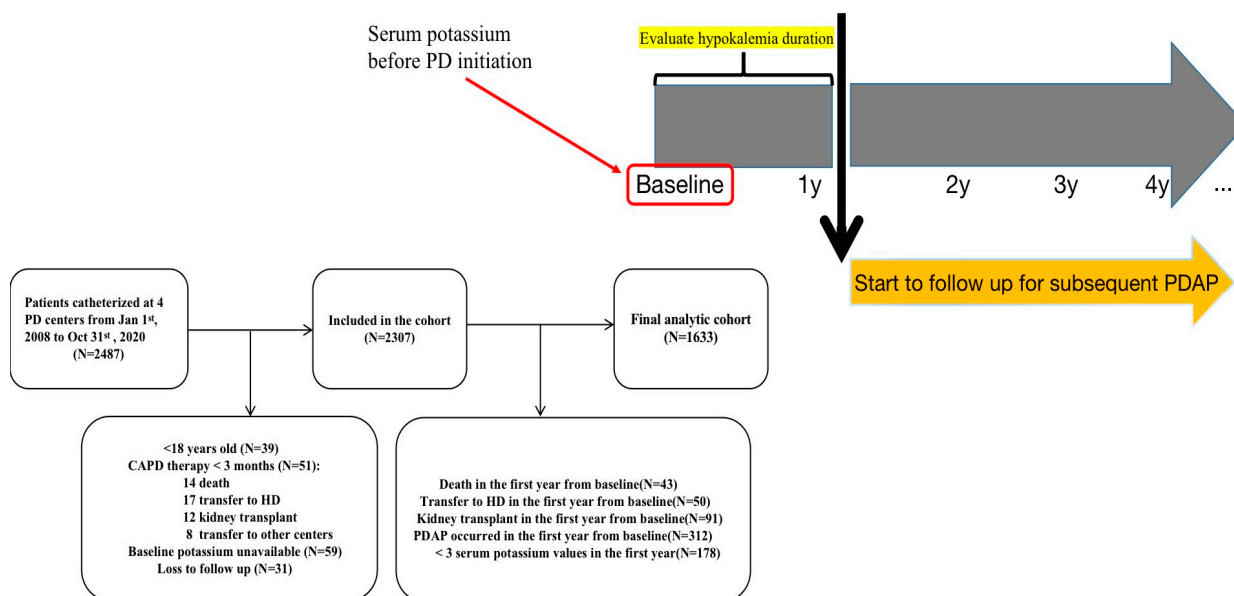 Serum potassium
before PD initiation
Evaluate hypokalemia duration
Baseline
1y
2y
3y
4y
...
Start to follow up for subsequent PDAP
Patients catheterized at 4
PD centers from Jan 1st,
2008 to Oct 31st , 2020
(N=2487)
Included in the cohort
(N=2307)
Final analytic cohort
(N=1633)
<18 years old (N=39)
CAPD therapy < 3 months (N=51):
14 death
17 transfer to HD
12 kidney transplant
8 transfer to other centers
Baseline potassium unavailable (N=59)
Loss to follow up (N=31)
Death in the first year from baseline(N=43)
Transfer to HD in the first year from baseline(N=50)
Kidney transplant in the first year from baseline(N=91)
PDAP occurred in the first year from baseline(N=312)
< 3 serum potassium values in the first year(N=178)